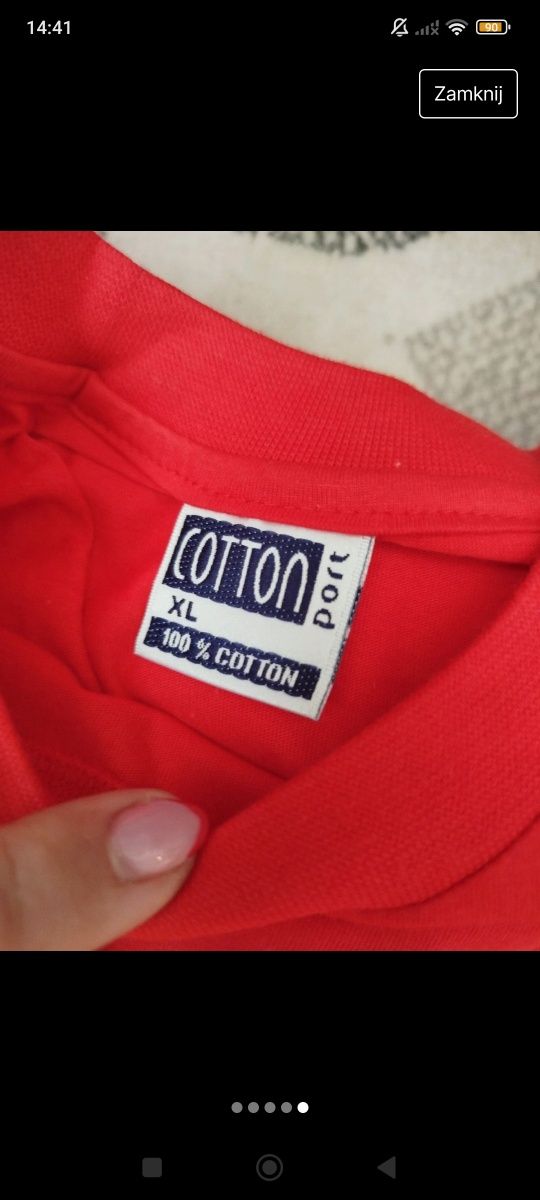 14:41
90
Zamknij
COTTON
port
XL
100 % COTTON